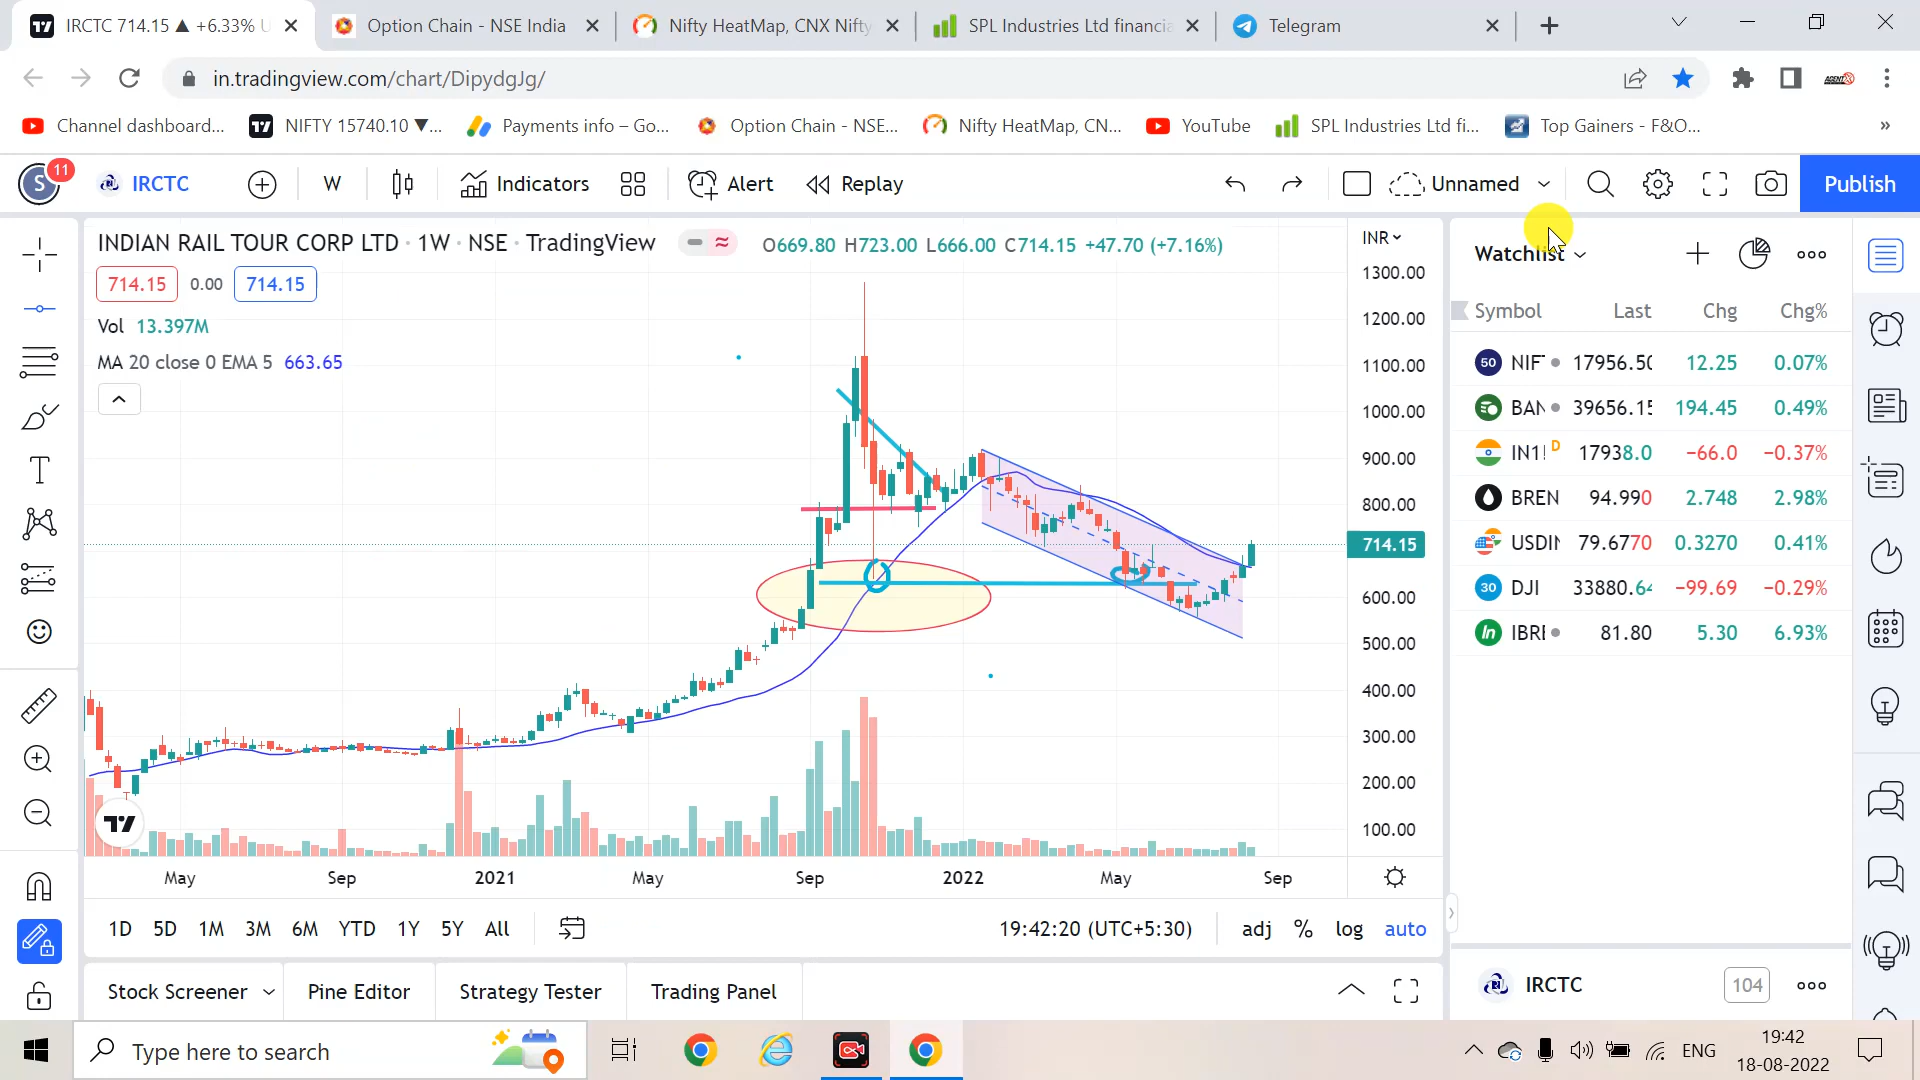 IRCTC 714.15 ▲ +6.33% U
Option Chain - NSE India
Nifty HeatMap, CNX Nifty
SPL Industries Ltd financia
Telegram
in.tradingview.com/chart/DipydgJg/
Channel dashboard...
NIFTY 15740.10 ▼...
Payments info – Go...
Option Chain - NSE...
Nifty HeatMap, CN...
YouTube
SPL Industries Ltd fi...
Top Gainers - F&O...
»
S 11
IRCTC
W
Indicators
Alert
Replay
Unnamed
Publish
INDIAN RAIL TOUR CORP LTD · 1W · NSE · TradingView
O669.80 H723.00 L666.00 C714.15 +47.70 (+7.16%)
INR
714.15 0.00 714.15
Vol 13.397M
MA 20 close 0 EMA 5 663.65
1300.00
1200.00
1100.00
1000.00
900.00
800.00
714.15
600.00
500.00
400.00
300.00
200.00
100.00
May Sep 2021 May Sep 2022 May Sep
1D 5D 1M 3M 6M YTD 1Y 5Y All
19:42:20 (UTC+5:30)
adj % log auto
Stock Screener
Pine Editor
Strategy Tester
Trading Panel
Watchlist
Symbol Last Chg Chg%
50 NIF 17956.50 12.25 0.07%
BAN 39656.15 194.45 0.49%
IN1! D 17938.0 −66.0 −0.37%
BREN 94.990 2.748 2.98%
USDIN 79.6770 0.3270 0.41%
30 DJI 33880.64 −99.69 −0.29%
In IBRE 81.80 5.30 6.93%
IRCTC 104
Type here to search
ENG
19:42
18-08-2022